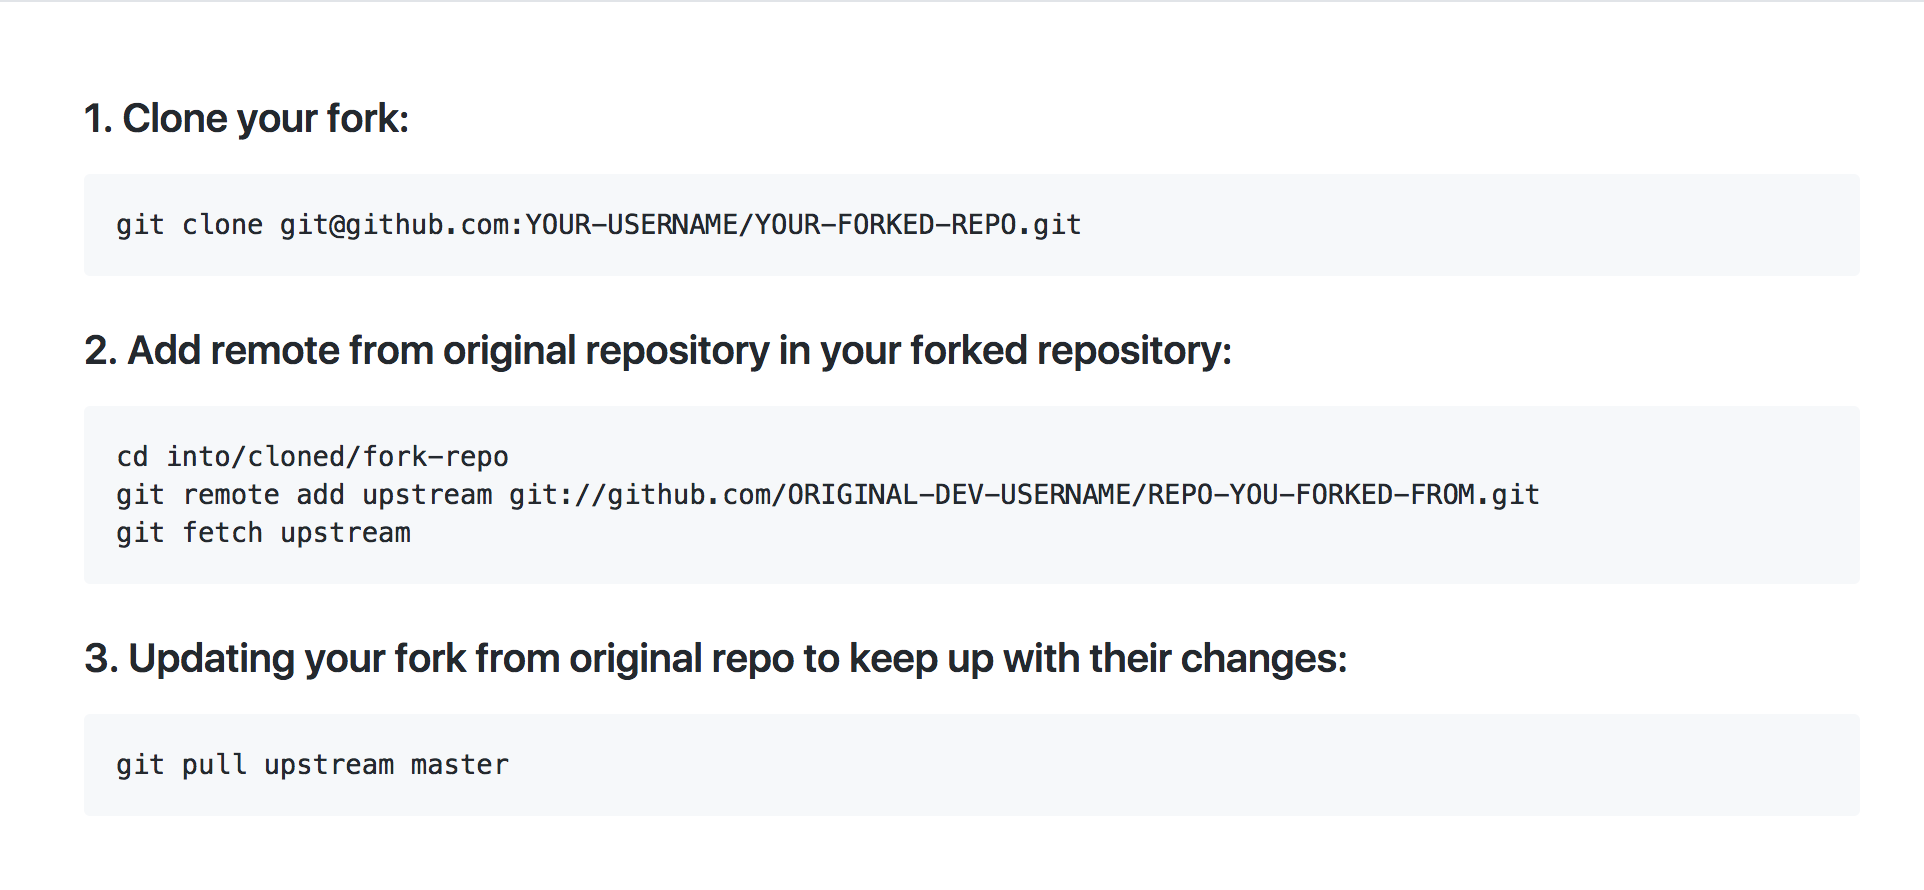 1. Clone your fork:
git clone git@github.com:YOUR-USERNAME/YOUR-FORKED-REPO.git
2. Add remote from original repository in your forked repository:
cd into/cloned/fork-repo
git remote add upstream git://github.com/ORIGINAL-DEV-USERNAME/REPO-YOU-FORKED-FROM.git
git fetch upstream
3. Updating your fork from original repo to keep up with their changes:
git pull upstream master